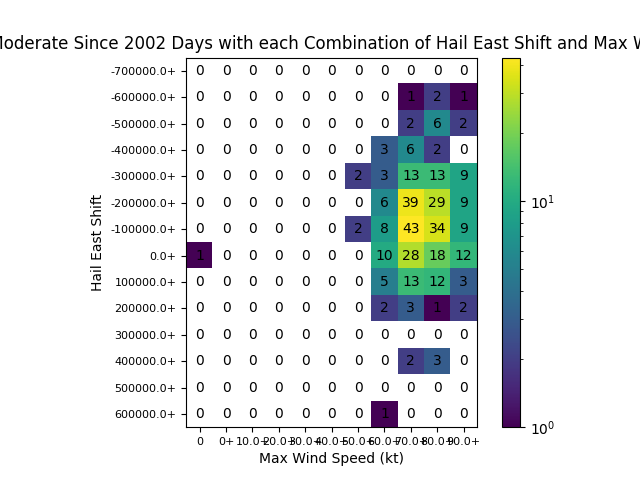 Moderate Since 2002 Days with each Combination of Hail East Shift and Max W
-700000.0+ 0 0 0 0 0 0 0 0 0 0 0
-600000.0+ 0 0 0 0 0 0 0 0 1 2 1
-500000.0+ 0 0 0 0 0 0 0 0 2 6 2
-400000.0+ 0 0 0 0 0 0 0 3 6 2 0
-300000.0+ 0 0 0 0 0 0 2 3 13 13 9
-200000.0+ 0 0 0 0 0 0 0 6 39 29 9
-100000.0+ 0 0 0 0 0 0 2 8 43 34 9
0.0+ 1 0 0 0 0 0 0 10 28 18 12
100000.0+ 0 0 0 0 0 0 0 5 13 12 3
200000.0+ 0 0 0 0 0 0 0 2 3 1 2
300000.0+ 0 0 0 0 0 0 0 0 0 0 0
400000.0+ 0 0 0 0 0 0 0 0 2 3 0
500000.0+ 0 0 0 0 0 0 0 0 0 0 0
600000.0+ 0 0 0 0 0 0 0 1 0 0 0
0 0+ 10.0+ 20.0+ 30.0+ 40.0+ 50.0+ 60.0+ 70.0+ 80.0+ 90.0+
Max Wind Speed (kt)
Hail East Shift
10^1
10^0